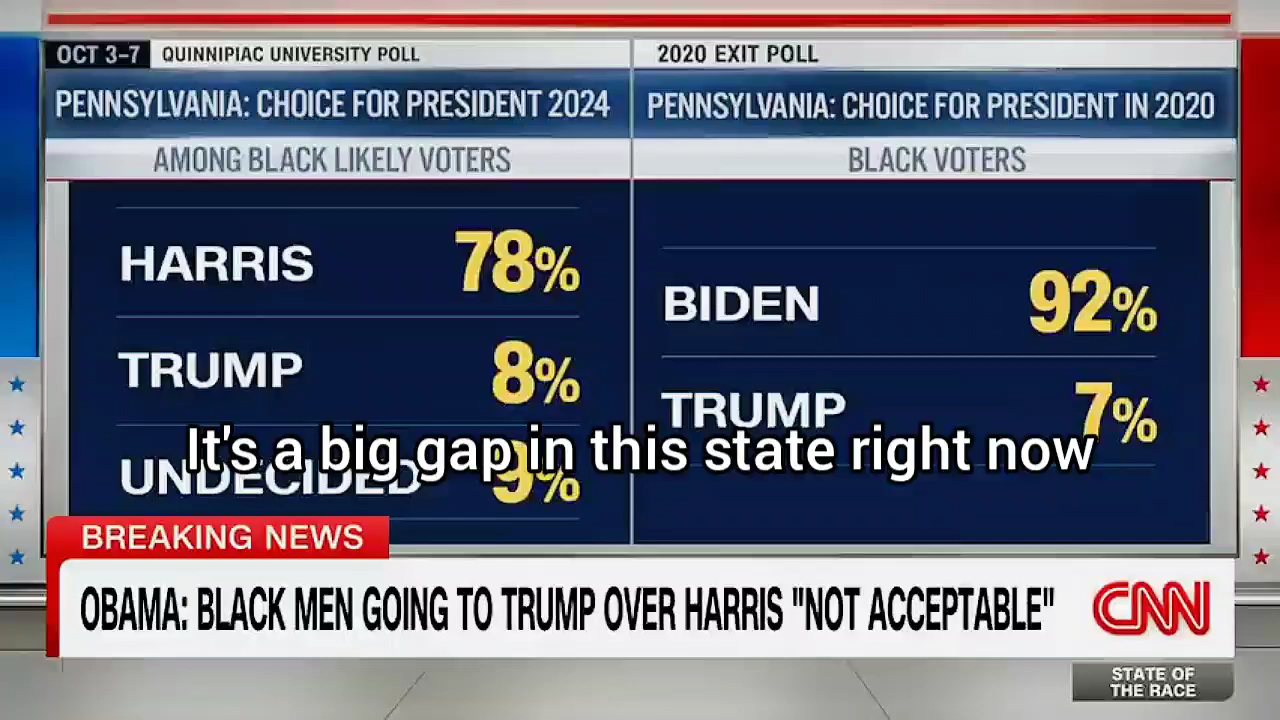 OCT 3-7 QUINNIPIAC UNIVERSITY POLL
PENNSYLVANIA: CHOICE FOR PRESIDENT 2024
AMONG BLACK LIKELY VOTERS
HARRIS 78%
TRUMP 8%
UNDECIDED 9%
2020 EXIT POLL
PENNSYLVANIA: CHOICE FOR PRESIDENT IN 2020
BLACK VOTERS
BIDEN 92%
TRUMP 7%
It's a big gap in this state right now
BREAKING NEWS
OBAMA: BLACK MEN GOING TO TRUMP OVER HARRIS "NOT ACCEPTABLE"
CNN
STATE OF
THE RACE